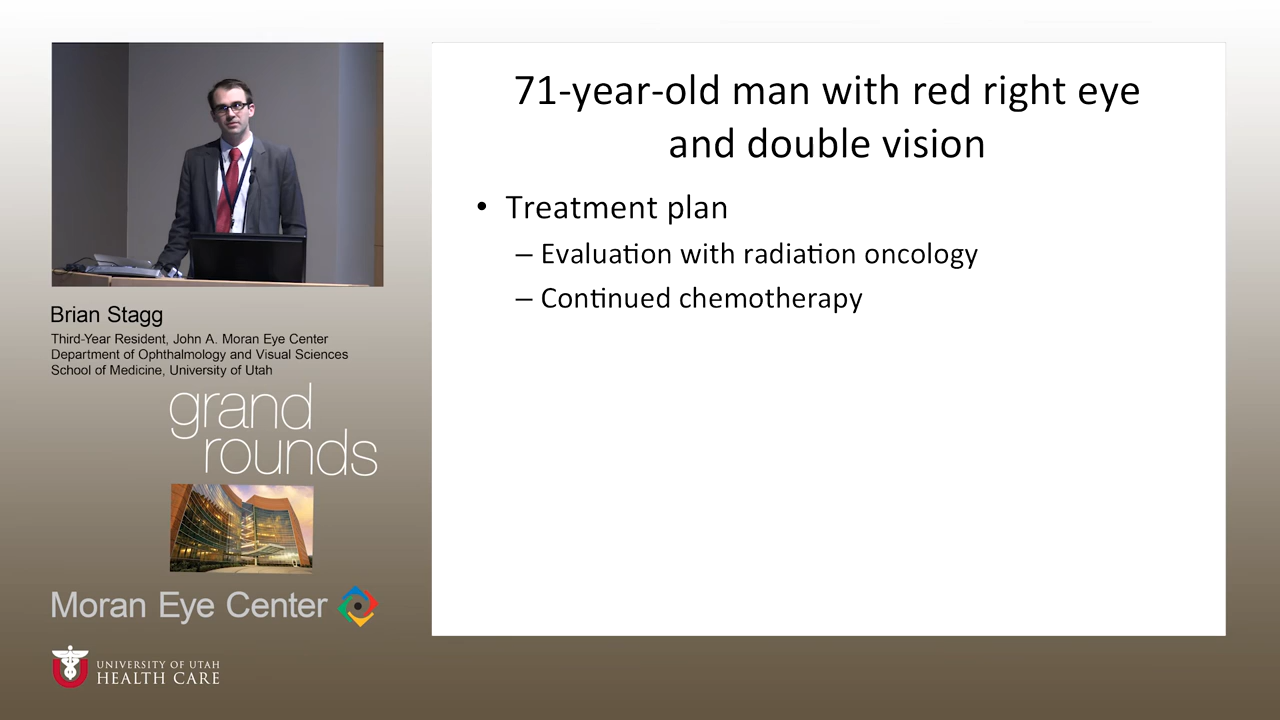 71-year-old man with red right eye
and double vision
• Treatment plan
– Evaluation with radiation oncology
– Continued chemotherapy
Brian Stagg
Third-Year Resident, John A. Moran Eye Center
Department of Ophthalmology and Visual Sciences
School of Medicine, University of Utah
grand
rounds
Moran Eye Center
UNIVERSITY OF UTAH
HEALTH CARE